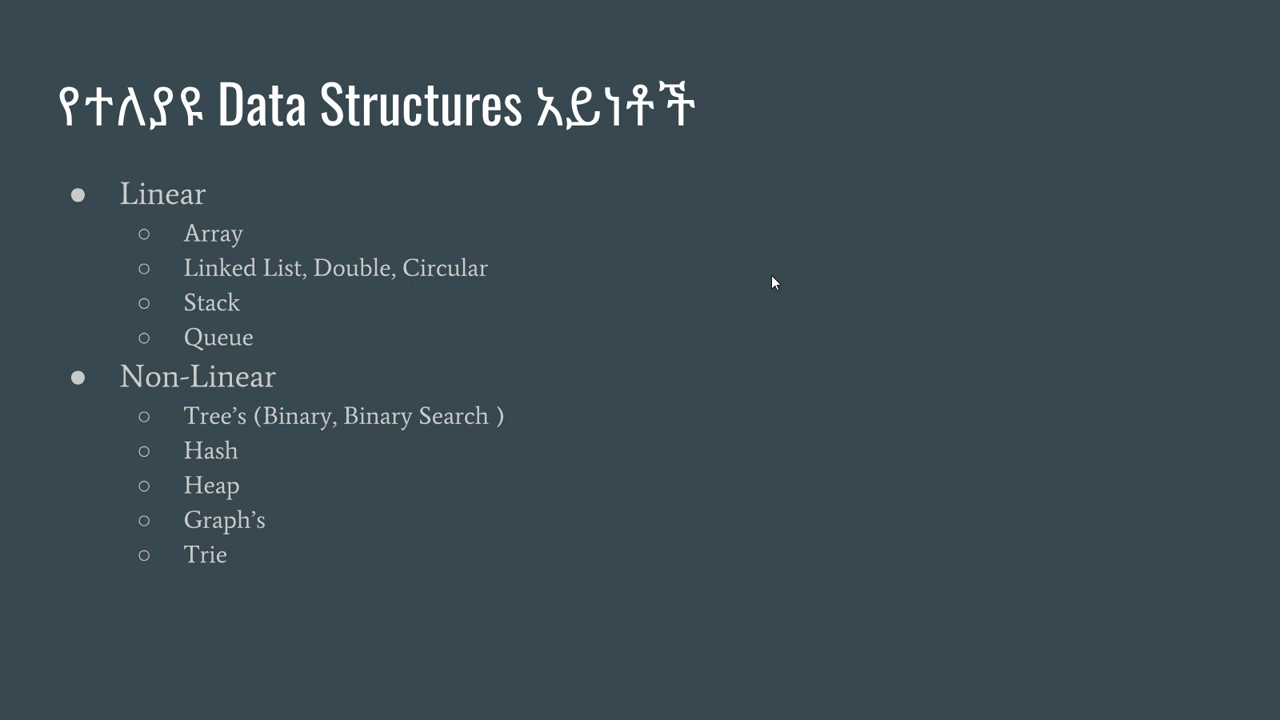 የተለያዩ Data Structures አይነቶች
● Linear
○ Array
○ Linked List, Double, Circular
○ Stack
○ Queue
● Non-Linear
○ Tree’s (Binary, Binary Search )
○ Hash
○ Heap
○ Graph’s
○ Trie